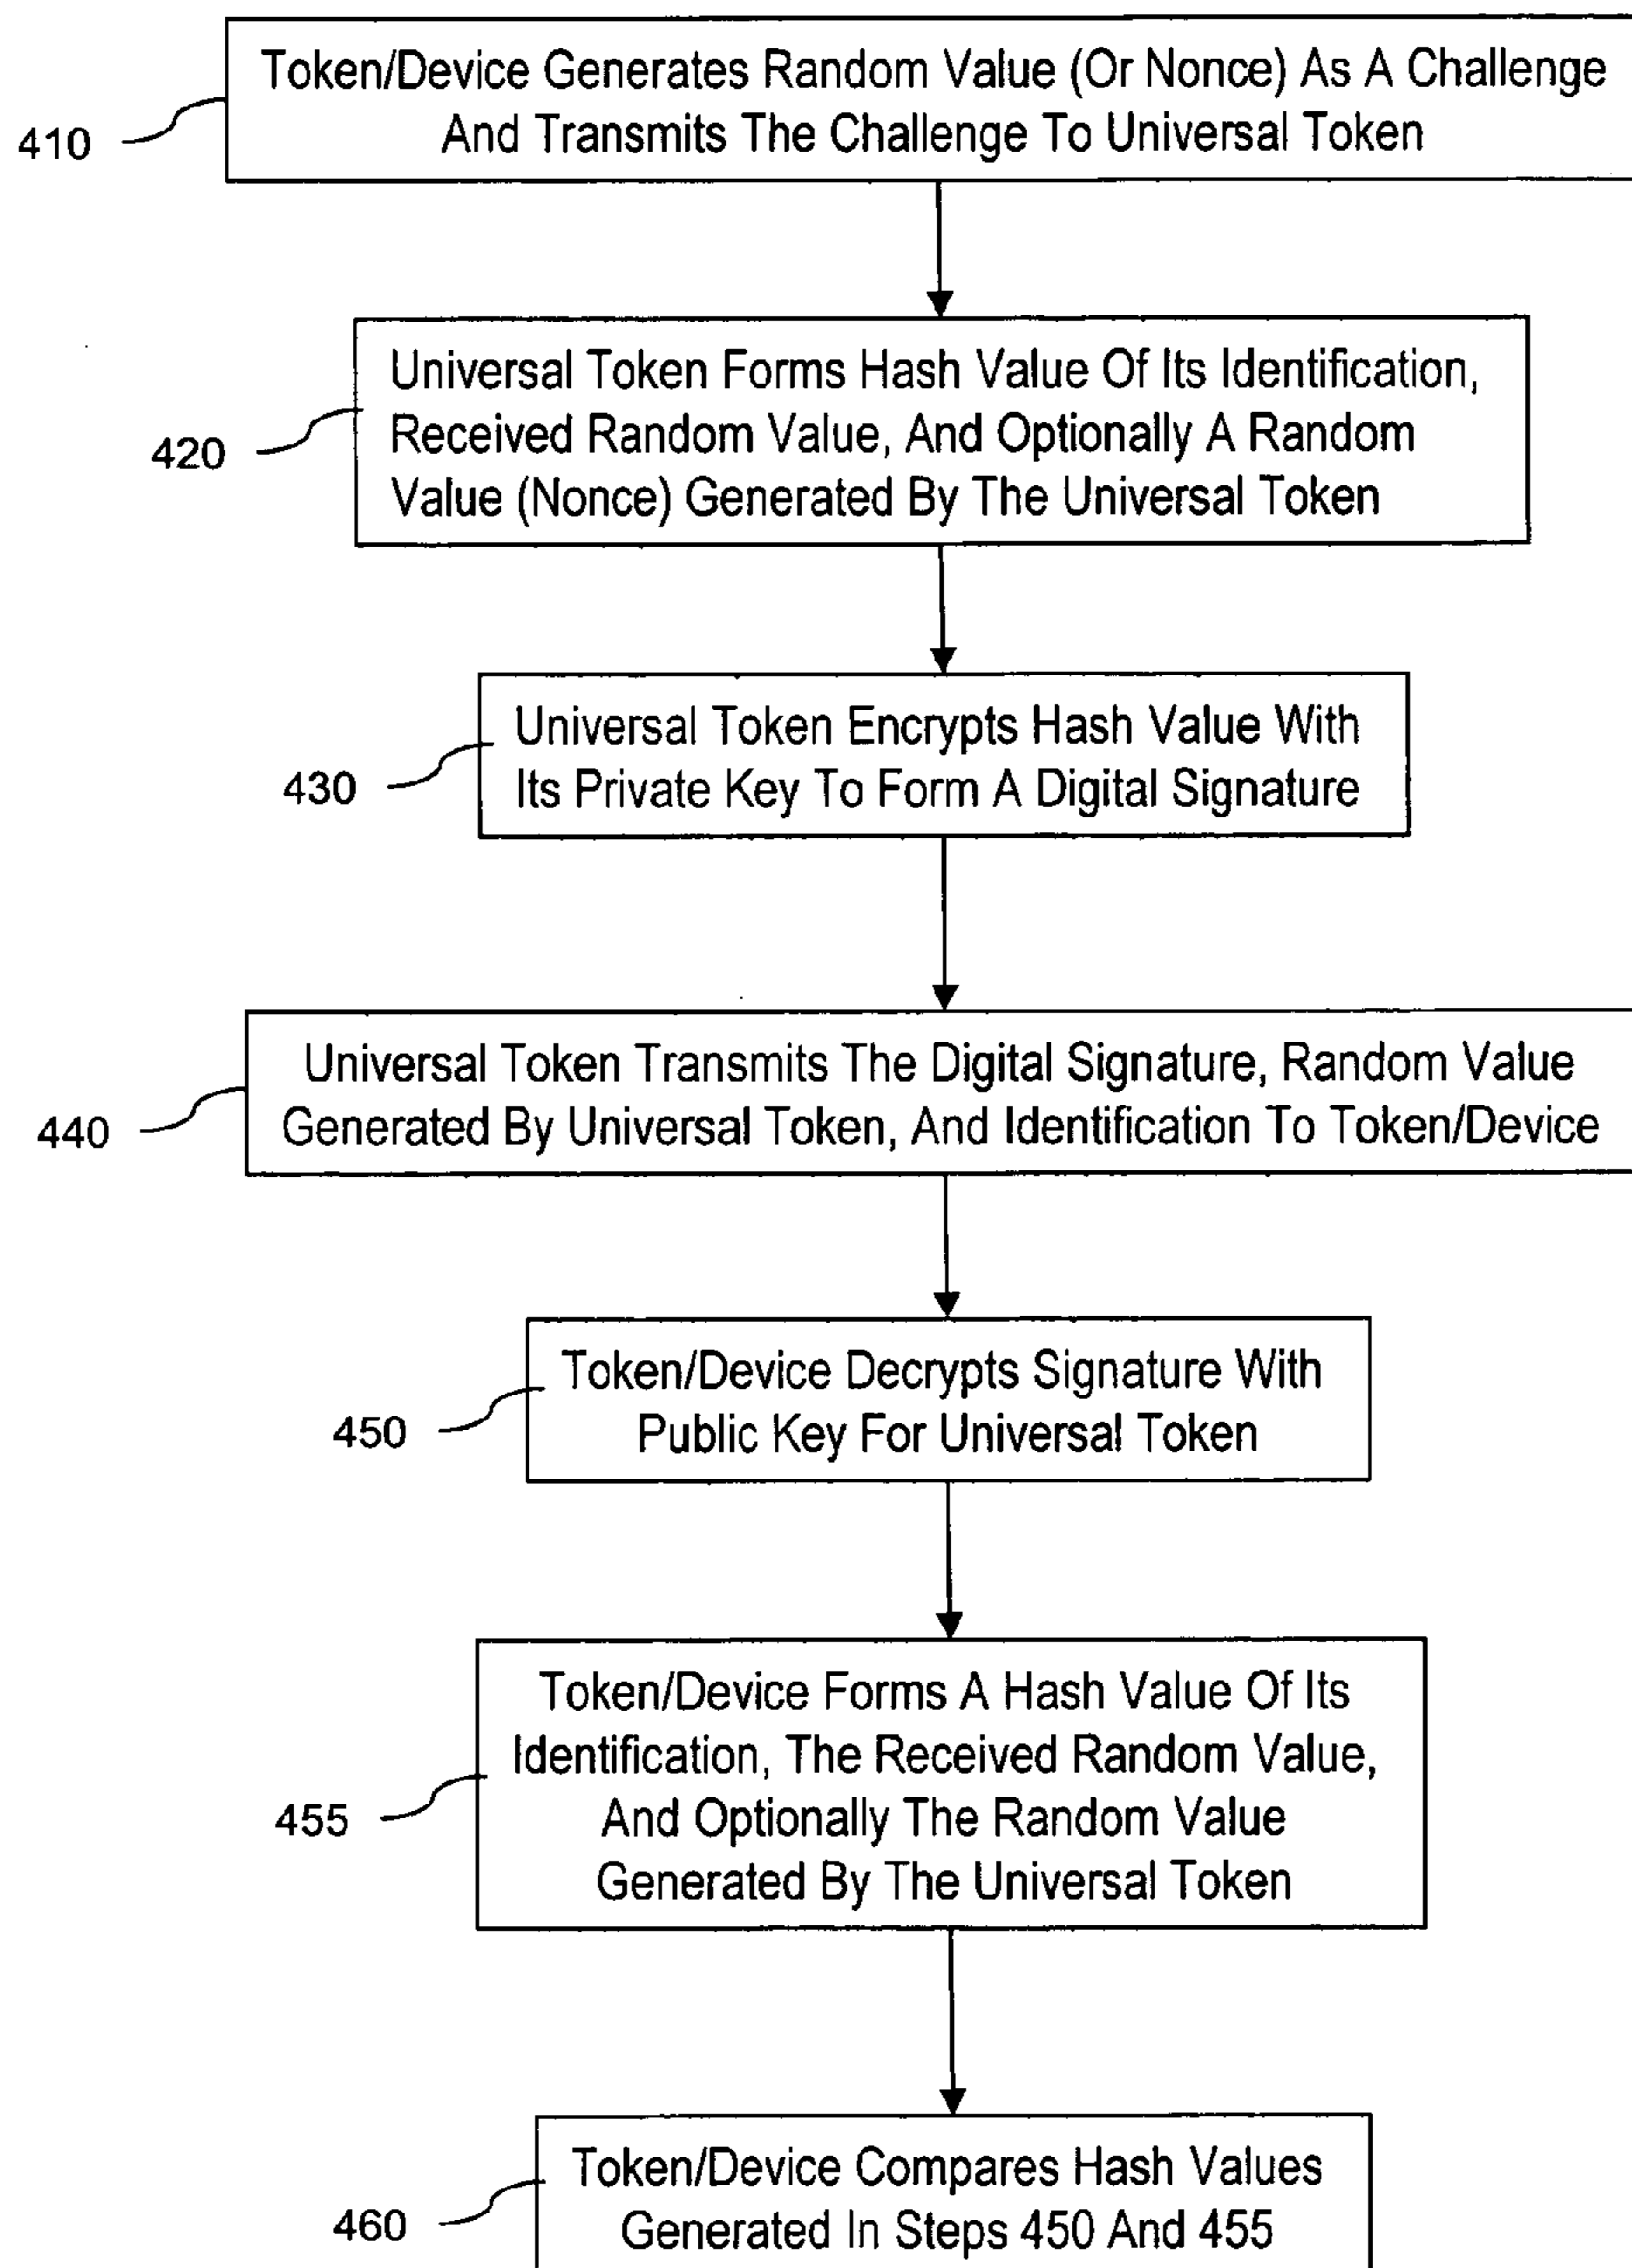 Token/Device Generates Random Value (Or Nonce) As A Challenge
And Transmits The Challenge To Universal Token
410
Universal Token Forms Hash Value Of Its Identification,
Received Random Value, And Optionally A Random
Value (Nonce) Generated By The Universal Token
420
Universal Token Encrypts Hash Value With
Its Private Key To Form A Digital Signature
430
Universal Token Transmits The Digital Signature, Random Value
Generated By Universal Token, And Identification To Token/Device
440
Token/Device Decrypts Signature With
Public Key For Universal Token
450
Token/Device Forms A Hash Value Of Its
Identification, The Received Random Value,
And Optionally The Random Value
Generated By The Universal Token
455
Token/Device Compares Hash Values
Generated In Steps 450 And 455
460